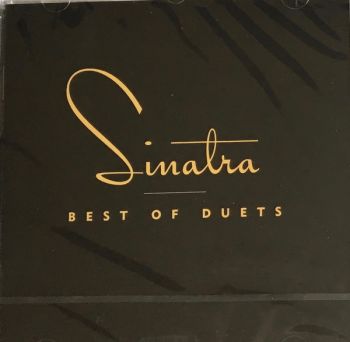 Sinatra
BEST OF DUETS